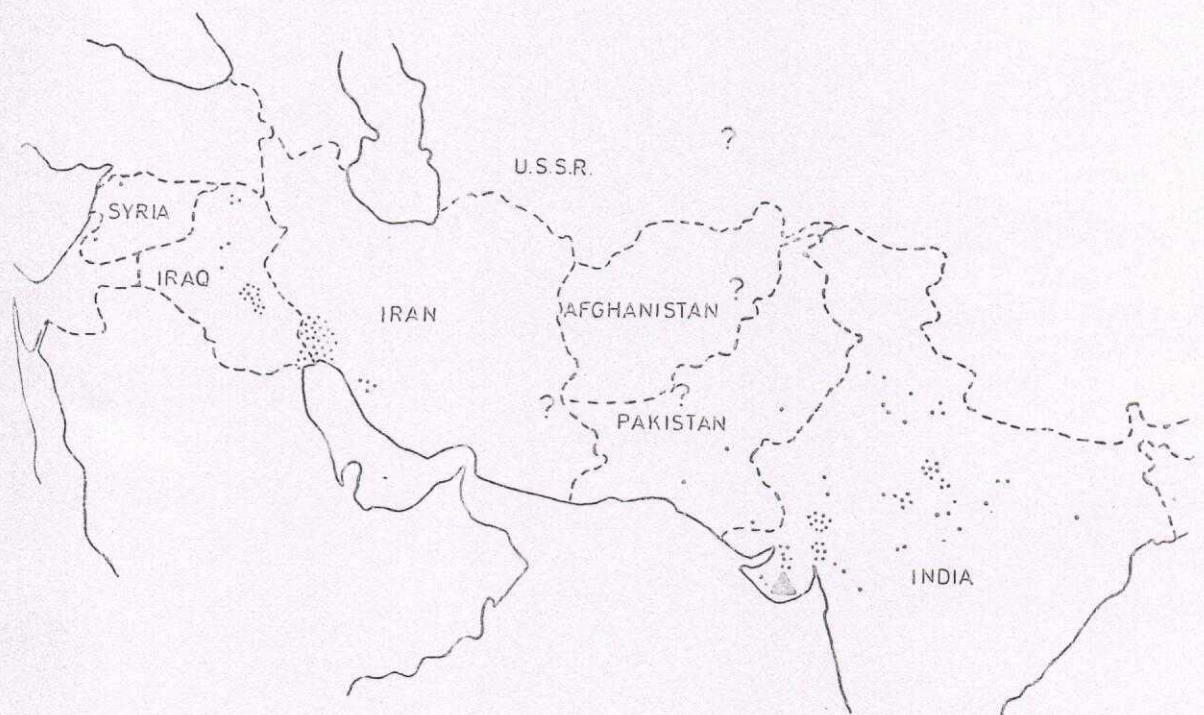 ?
U.S.S.R.
SYRIA
IRAQ
IRAN
?
AFGHANISTAN
?
?
PAKISTAN
INDIA